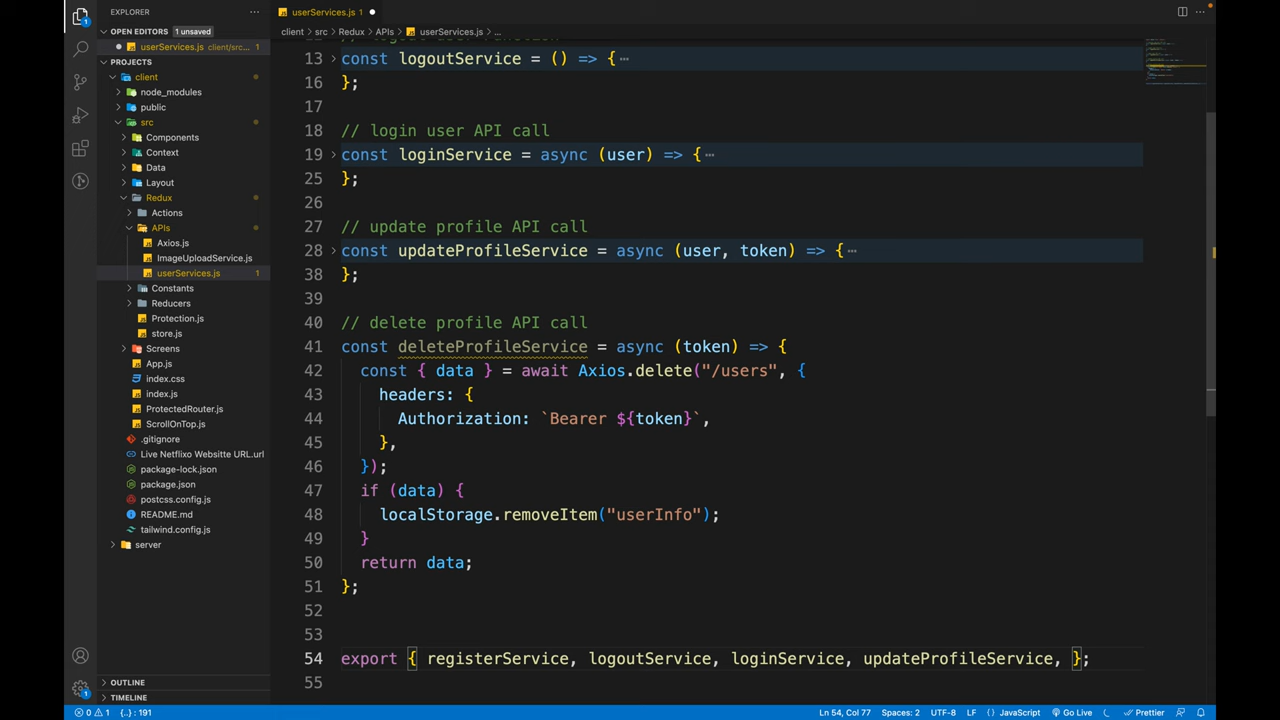 EXPLORER
userServices.js 1
OPEN EDITORS 1 unsaved
client > src > Redux > APIs > userServices.js > ...
userServices.js client/src... 1
PROJECTS
client
node_modules
public
src
Components
Context
Data
Layout
Redux
Actions
APIs
Axios.js
ImageUploadService.js
userServices.js 1
Constants
Reducers
Protection.js
store.js
Screens
App.js
index.css
index.js
ProtectedRouter.js
ScrollOnTop.js
.gitignore
Live Netflixo Websitte URL.url
package-lock.json
package.json
postcss.config.js
README.md
tailwind.config.js
server
OUTLINE
TIMELINE
13 const logoutService = () => {⋯
16 };
17
18 // login user API call
19 const loginService = async (user) => {⋯
25 };
26
27 // update profile API call
28 const updateProfileService = async (user, token) => {⋯
38 };
39
40 // delete profile API call
41 const deleteProfileService = async (token) => {
42 const { data } = await Axios.delete("/users", {
43 headers: {
44 Authorization: `Bearer ${token}`,
45 },
46 });
47 if (data) {
48 localStorage.removeItem("userInfo");
49 }
50 return data;
51 };
52
53
54 export { registerService, logoutService, loginService, updateProfileService, };
55
0 1 {..} : 191
Ln 54, Col 77 Spaces: 2 UTF-8 LF {} JavaScript Go Live Prettier